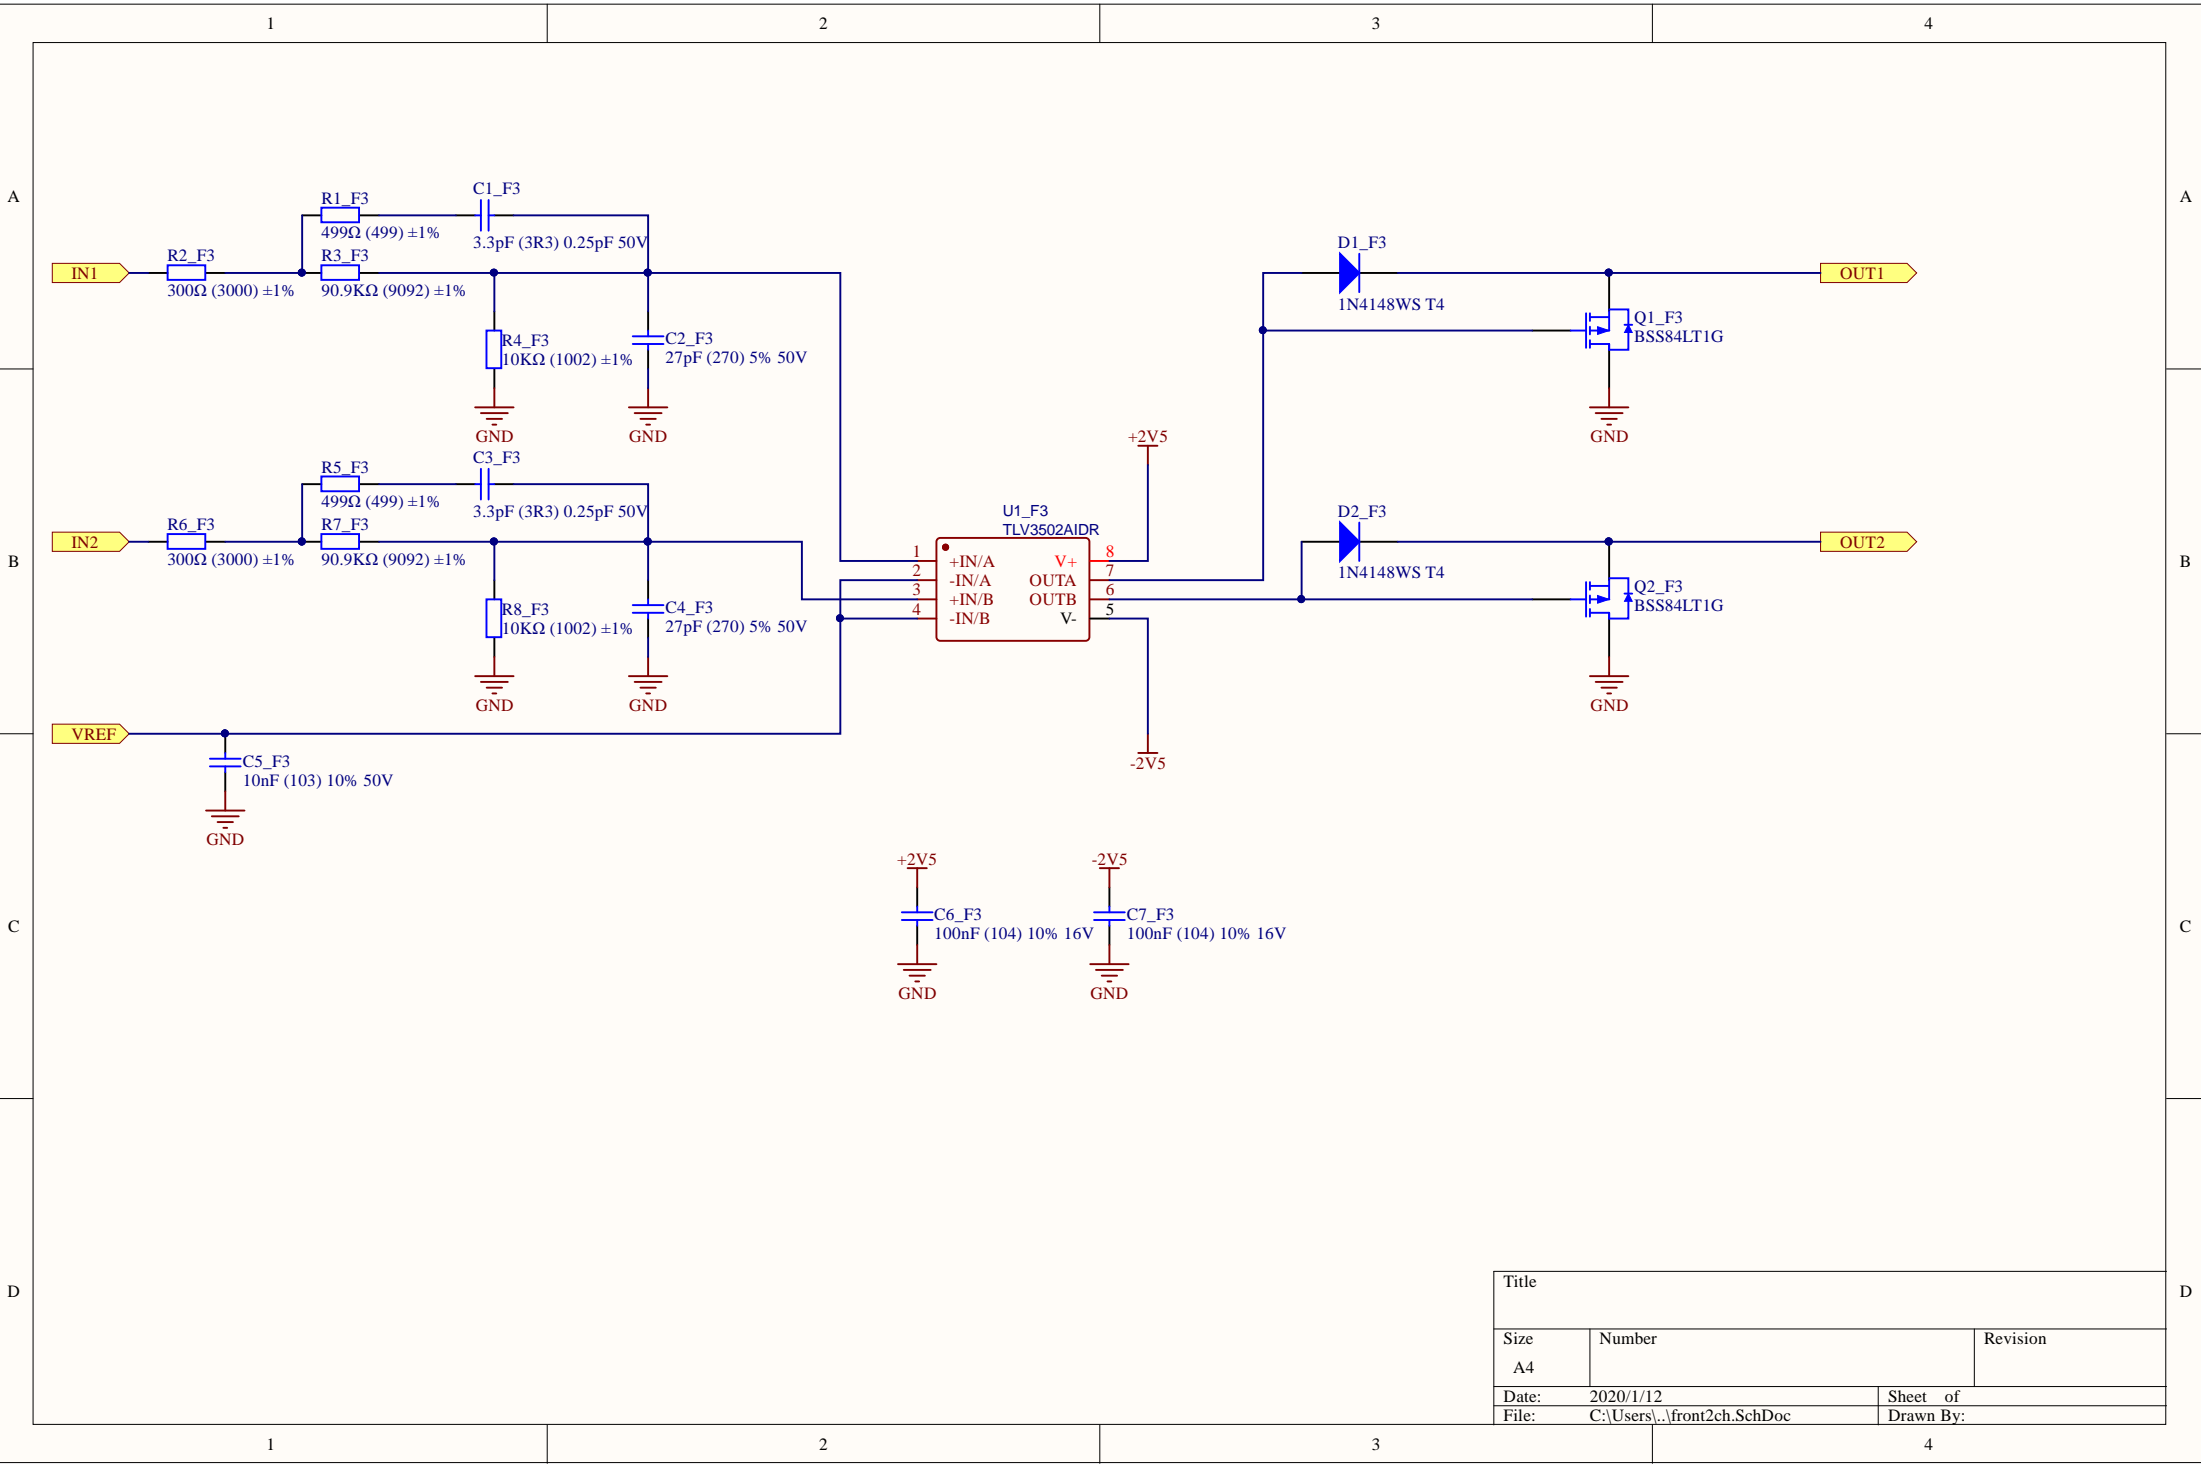 1 2 3 4
A A
B B
C C
D D
1 2 3 4
IN1
R2_F3
300Ω (3000) ±1%
R1_F3
499Ω (499) ±1%
R3_F3
90.9KΩ (9092) ±1%
C1_F3
3.3pF (3R3) 0.25pF 50V
R4_F3
10KΩ (1002) ±1%
GND
C2_F3
27pF (270) 5% 50V
GND
IN2
R6_F3
300Ω (3000) ±1%
R5_F3
499Ω (499) ±1%
R7_F3
90.9KΩ (9092) ±1%
C3_F3
3.3pF (3R3) 0.25pF 50V
R8_F3
10KΩ (1002) ±1%
GND
C4_F3
27pF (270) 5% 50V
GND
VREF
C5_F3
10nF (103) 10% 50V
GND
U1_F3
TLV3502AIDR
1 +IN/A V+ 8
2 -IN/A OUTA 7
3 +IN/B OUTB 6
4 -IN/B V- 5
+2V5
-2V5
D1_F3
1N4148WS T4
OUT1
Q1_F3
BSS84LT1G
GND
D2_F3
1N4148WS T4
OUT2
Q2_F3
BSS84LT1G
GND
+2V5
C6_F3
100nF (104) 10% 16V
GND
-2V5
C7_F3
100nF (104) 10% 16V
GND
Title
Size Number Revision
A4
Date: 2020/1/12 Sheet of
File: C:\Users\..\front2ch.SchDoc Drawn By: